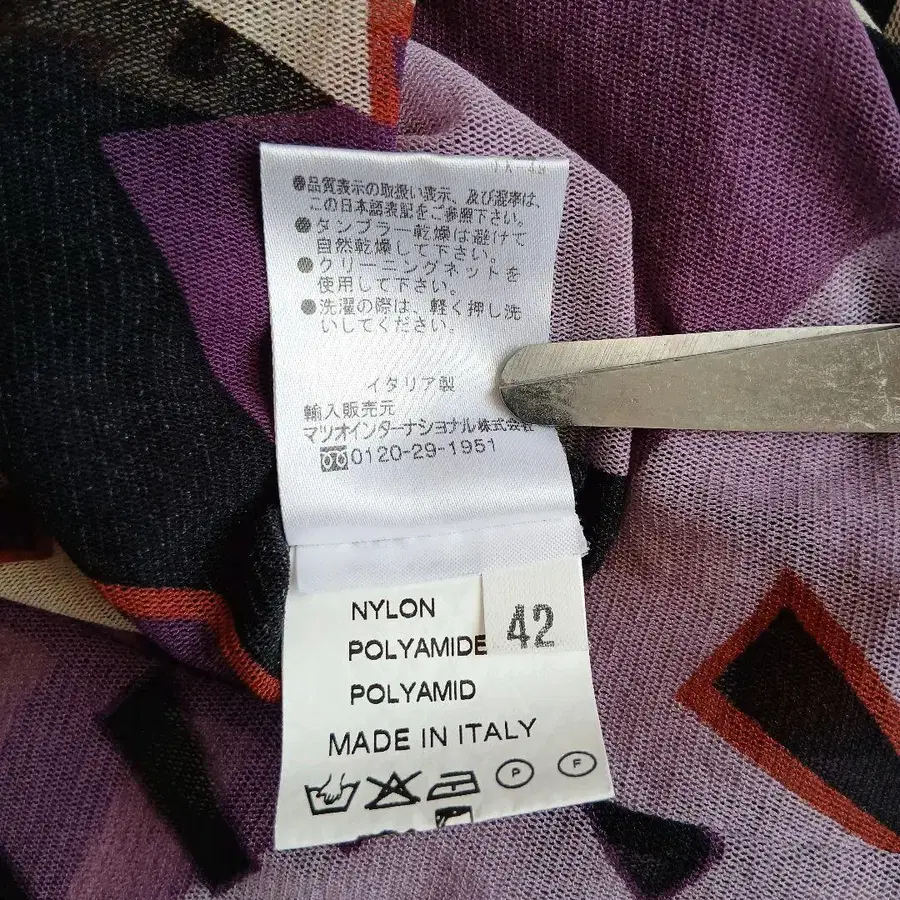 ●品質表示の取扱い表示、及び混率は、
この日本語表記をご参照下さい。
●タンブラー乾燥は避けて
自然乾燥して下さい。
●クリーニングネットを
使用して下さい。
●洗濯の際は、軽く押し洗
いしてください。
イタリア製
輸入販売元
マツオインターナショナル株式会社
0120-29-1951
NYLON
42
POLYAMIDE
POLYAMID
MADE IN ITALY
P
F